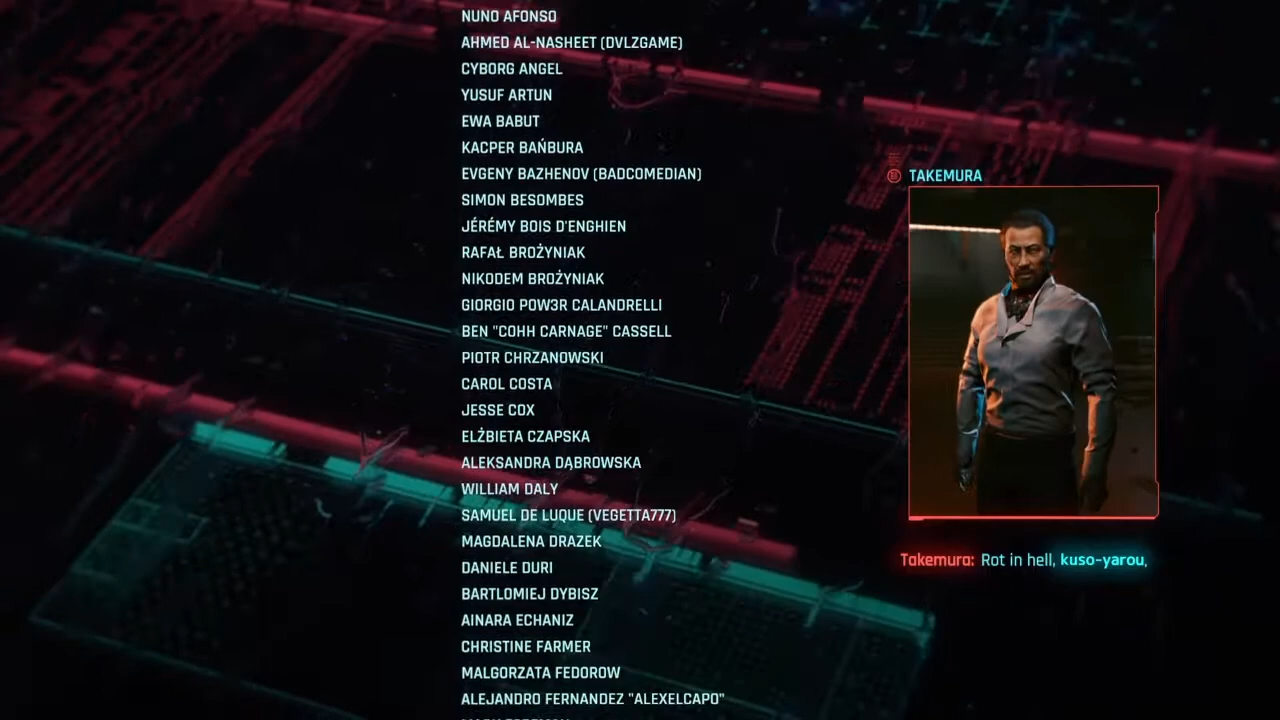 NUNO AFONSO
AHMED AL-NASHEET (DVLZGAME)
CYBORG ANGEL
YUSUF ARTUN
EWA BABUT
KACPER BAŃBURA
EVGENY BAZHENOV (BADCOMEDIAN)
SIMON BESOMBES
JÉRÉMY BOIS D'ENGHIEN
RAFAŁ BROŻYNIAK
NIKODEM BROŻYNIAK
GIORGIO POW3R CALANDRELLI
BEN "COHH CARNAGE" CASSELL
PIOTR CHRZANOWSKI
CAROL COSTA
JESSE COX
ELŻBIETA CZAPSKA
ALEKSANDRA DĄBROWSKA
WILLIAM DALY
SAMUEL DE LUQUE (VEGETTA777)
MAGDALENA DRAZEK
DANIELE DURI
BARTLOMIEJ DYBISZ
AINARA ECHANIZ
CHRISTINE FARMER
MALGORZATA FEDOROW
ALEJANDRO FERNANDEZ "ALEXELCAPO"
TAKEMURA
Takemura: Rot in hell, kuso-yarou,